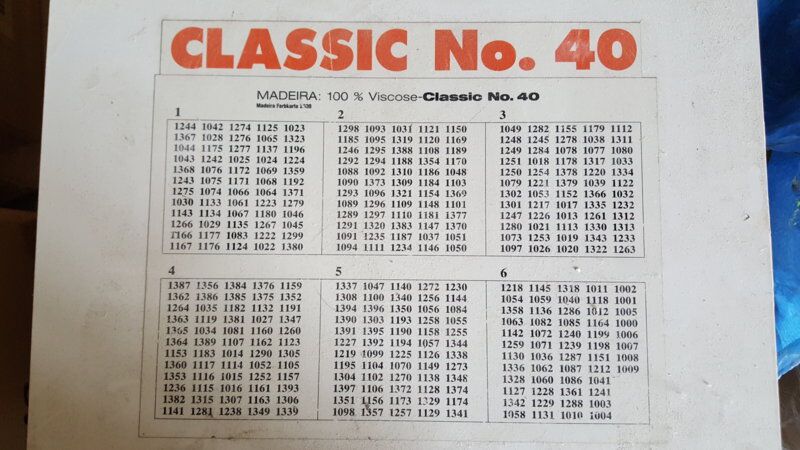 CLASSIC No. 40
MADEIRA: 100 % Viscose-Classic No. 40
Madeira Farbkarte
1
1244 1042 1274 1125 1023
1367 1028 1276 1065 1323
1044 1175 1277 1137 1196
1043 1242 1025 1024 1224
1368 1076 1172 1069 1359
1243 1075 1171 1068 1192
1275 1074 1066 1064 1371
1030 1133 1061 1223 1279
1143 1134 1067 1180 1046
1266 1029 1135 1267 1045
1166 1177 1083 1222 1299
1167 1176 1124 1022 1380
2
1298 1093 1031 1121 1150
1185 1095 1319 1120 1169
1246 1295 1388 1108 1189
1292 1294 1188 1354 1170
1088 1092 1310 1186 1048
1090 1373 1309 1184 1103
1293 1096 1321 1154 1369
1089 1296 1109 1148 1101
1289 1297 1110 1181 1377
1291 1320 1383 1147 1370
1091 1235 1187 1037 1051
1094 1111 1234 1146 1050
3
1049 1282 1155 1179 1112
1248 1245 1278 1038 1311
1249 1284 1078 1077 1080
1251 1018 1178 1317 1033
1250 1254 1378 1220 1334
1079 1221 1379 1039 1122
1302 1053 1152 1366 1032
1301 1217 1017 1335 1232
1247 1226 1013 1261 1312
1280 1021 1113 1330 1313
1073 1253 1019 1343 1233
1097 1026 1020 1322 1263
4
1387 1356 1384 1376 1159
1362 1386 1385 1375 1352
1264 1035 1182 1132 1191
1363 1119 1381 1027 1347
1365 1034 1081 1160 1260
1364 1389 1107 1162 1123
1153 1183 1014 1290 1305
1360 1117 1114 1052 1105
1353 1116 1015 1252 1157
1236 1115 1016 1161 1393
1382 1315 1307 1163 1306
1141 1281 1238 1349 1339
5
1337 1047 1140 1272 1230
1308 1100 1340 1256 1144
1394 1396 1350 1056 1084
1390 1303 1193 1258 1055
1391 1395 1190 1158 1255
1227 1392 1194 1057 1344
1219 1099 1225 1126 1338
1195 1104 1070 1149 1273
1304 1102 1270 1138 1348
1397 1106 1372 1128 1374
1351 1156 1173 1329 1174
1098 1357 1257 1129 1341
6
1218 1145 1318 1011 1002
1054 1059 1040 1118 1001
1358 1136 1286 1012 1005
1063 1082 1085 1164 1000
1142 1072 1240 1199 1006
1259 1071 1239 1198 1007
1130 1036 1287 1151 1008
1336 1062 1087 1212 1009
1328 1060 1086 1041
1127 1228 1361 1241
1342 1229 1288 1003
1058 1131 1010 1004